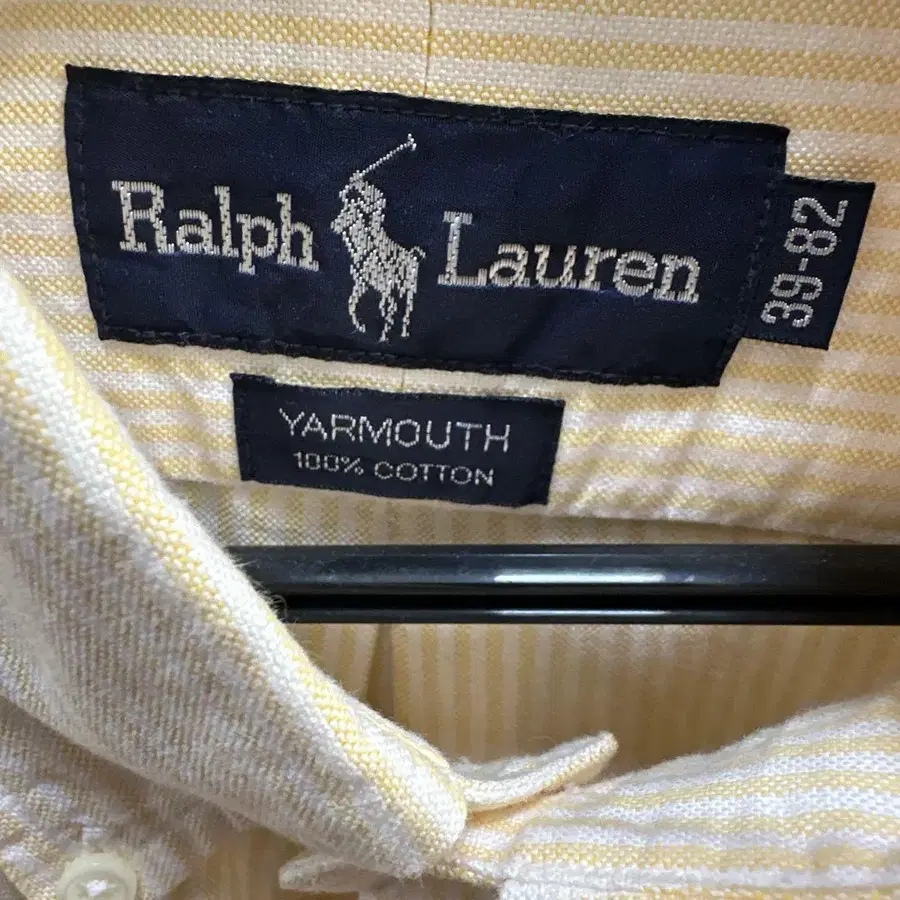 Ralph Lauren
39-82
YARMOUTH
100% COTTON